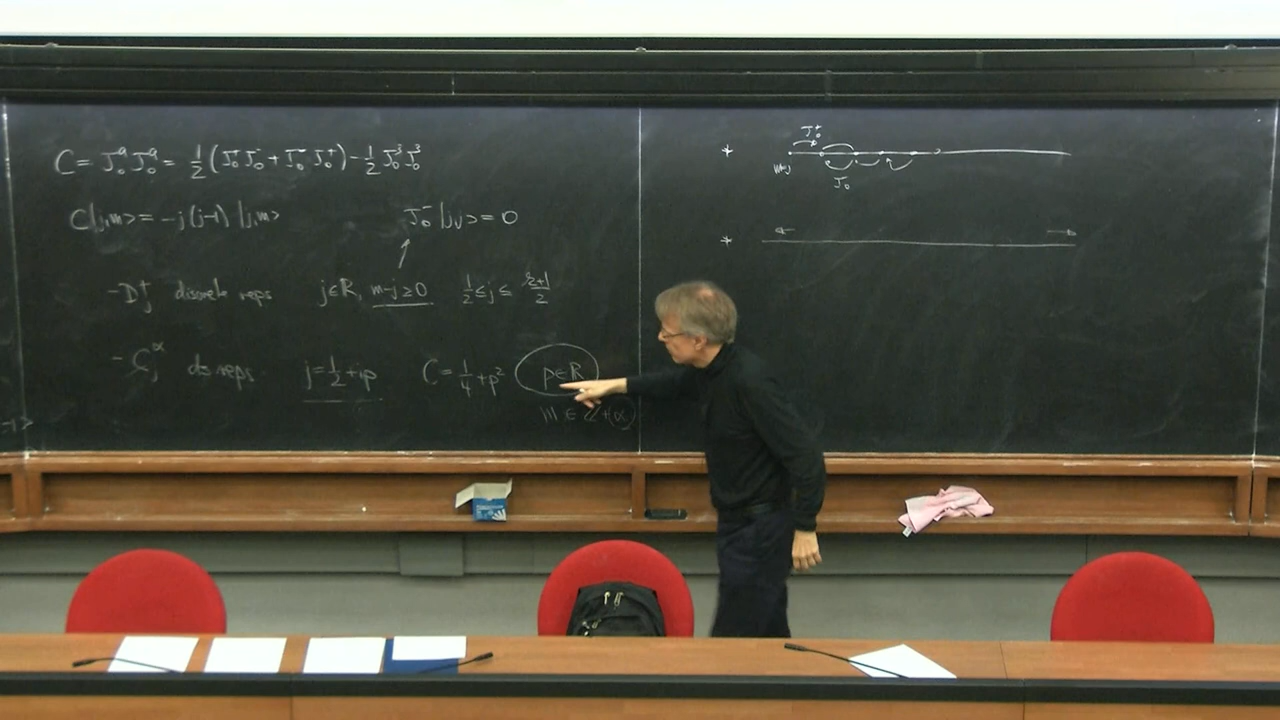 C = J₀ᵃ J₀ᵃ = 1/2 (J₀⁺ J₀⁻ + J₀⁻ J₀⁺) - 1/2 J₀³ J₀³
C|j,m> = -j(j-1) |j,m>
J₀⁻ |j,j> = 0
- Dⱼ⁺ discrete reps j∈R, m-j≥0 1/2 ≤ j ≤ k+1/2
- Cⱼᵅ reps j = 1/2 + ip C = 1/4 + p² p∈R
m ∈ Z + α
-1>
* J₀⁺
m=j J₀⁻
*